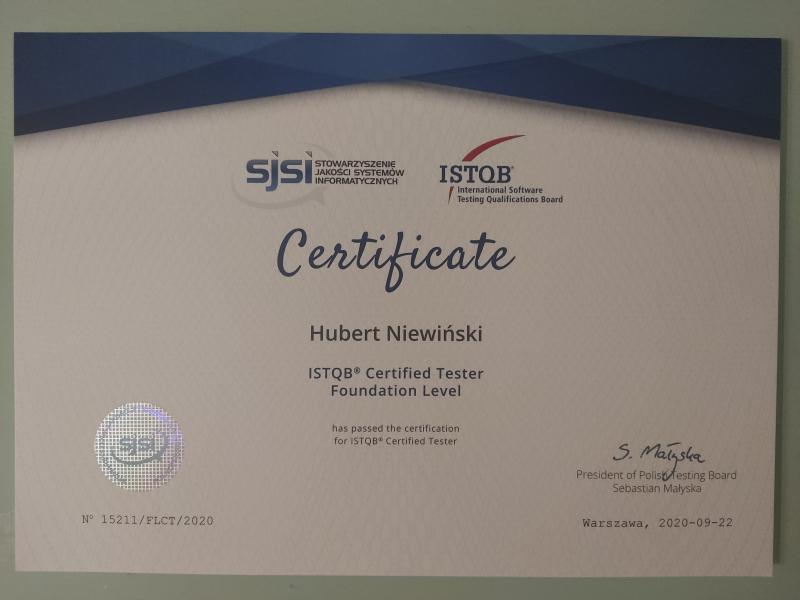 sjsi STOWARZYSZENIE
JAKOŚCI SYSTEMÓW
INFORMATYCZNYCH
ISTQB®
International Software
Testing Qualifications Board
Certificate
Hubert Niewiński
ISTQB® Certified Tester
Foundation Level
has passed the certification
for ISTQB® Certified Tester
sjsi
S. Małyska
President of Polish Testing Board
Sebastian Małyska
Nº 15211/FLCT/2020
Warszawa, 2020-09-22